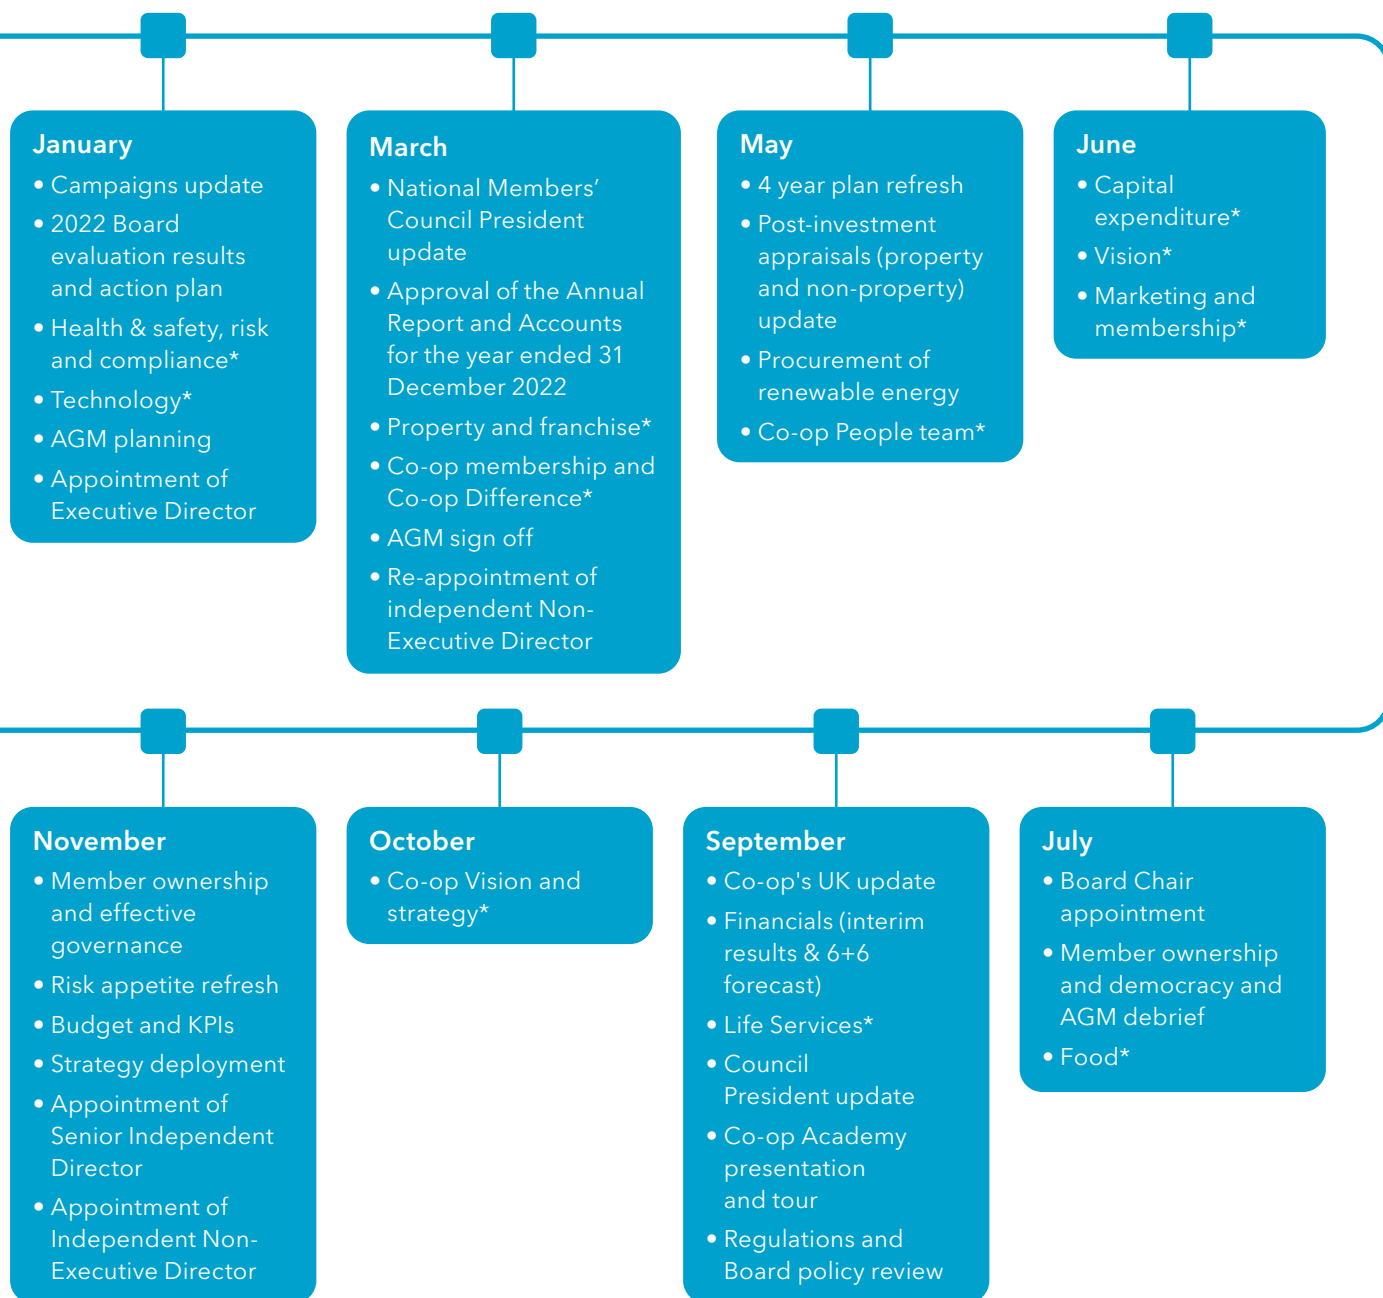 January
• Campaigns update
• 2022 Board
evaluation results
and action plan
• Health & safety, risk
and compliance*
• Technology*
• AGM planning
• Appointment of
Executive Director
March
• National Members’
Council President
update
• Approval of the Annual
Report and Accounts
for the year ended 31
December 2022
• Property and franchise*
• Co-op membership and
Co-op Difference*
• AGM sign off
• Re-appointment of
independent Non-
Executive Director
May
• 4 year plan refresh
• Post-investment
appraisals (property
and non-property)
update
• Procurement of
renewable energy
• Co-op People team*
June
• Capital
expenditure*
• Vision*
• Marketing and
membership*
November
• Member ownership
and effective
governance
• Risk appetite refresh
• Budget and KPIs
• Strategy deployment
• Appointment of
Senior Independent
Director
• Appointment of
Independent Non-
Executive Director
October
• Co-op Vision and
strategy*
September
• Co-op's UK update
• Financials (interim
results & 6+6
forecast)
• Life Services*
• Council
President update
• Co-op Academy
presentation
and tour
• Regulations and
Board policy review
July
• Board Chair
appointment
• Member ownership
and democracy and
AGM debrief
• Food*